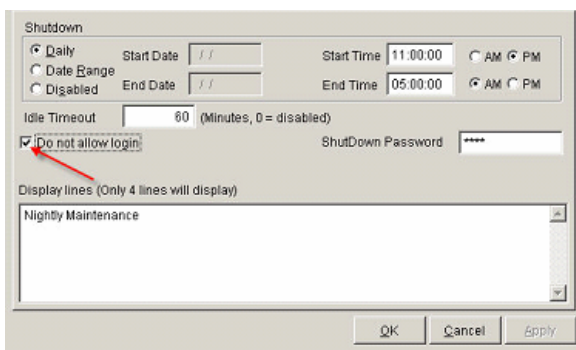 Shutdown
Daily Start Date / / Start Time 11:00:00 AM PM
Date Range
Disabled End Date / / End Time 05:00:00 AM PM
Idle Timeout 60 (Minutes, 0 = disabled)
Do not allow login ShutDown Password ****
Display lines (Only 4 lines will display)
Nightly Maintenance
OK Cancel Apply